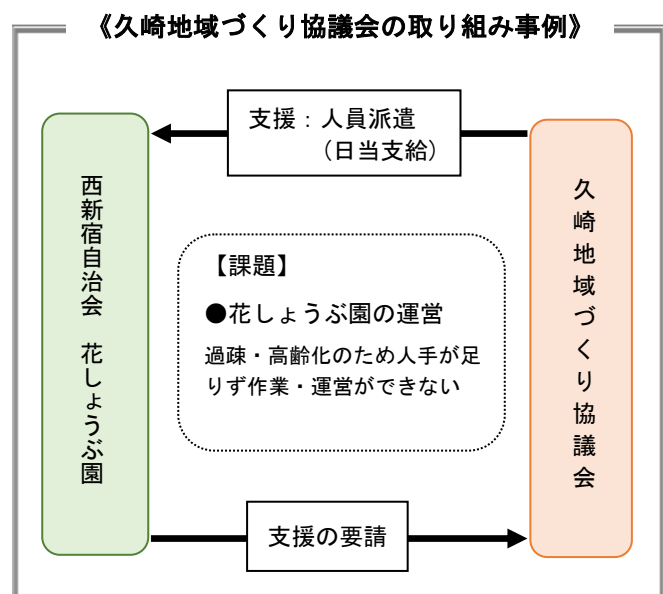 《久崎地域づくり協議会の取り組み事例》
支援：人員派遣
（日当支給）
西新宿自治会　花しょうぶ園
【課題】
●花しょうぶ園の運営
過疎・高齢化のため人手が足
りず作業・運営ができない
久崎地域づくり協議会
支援の要請